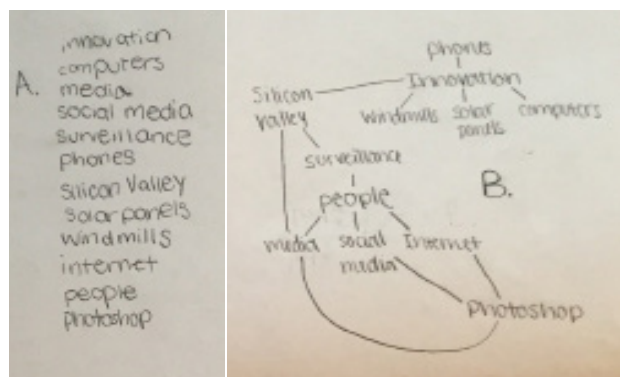 A.
innovation
computers
media
social media
surveillance
phones
Silicon Valley
Solar panels
windmills
internet
people
Photoshop
phones
Innovation
Silicon
Valley
windmills
solar
panels
computers
surveillance
B.
people
media
social
media
Internet
Photoshop